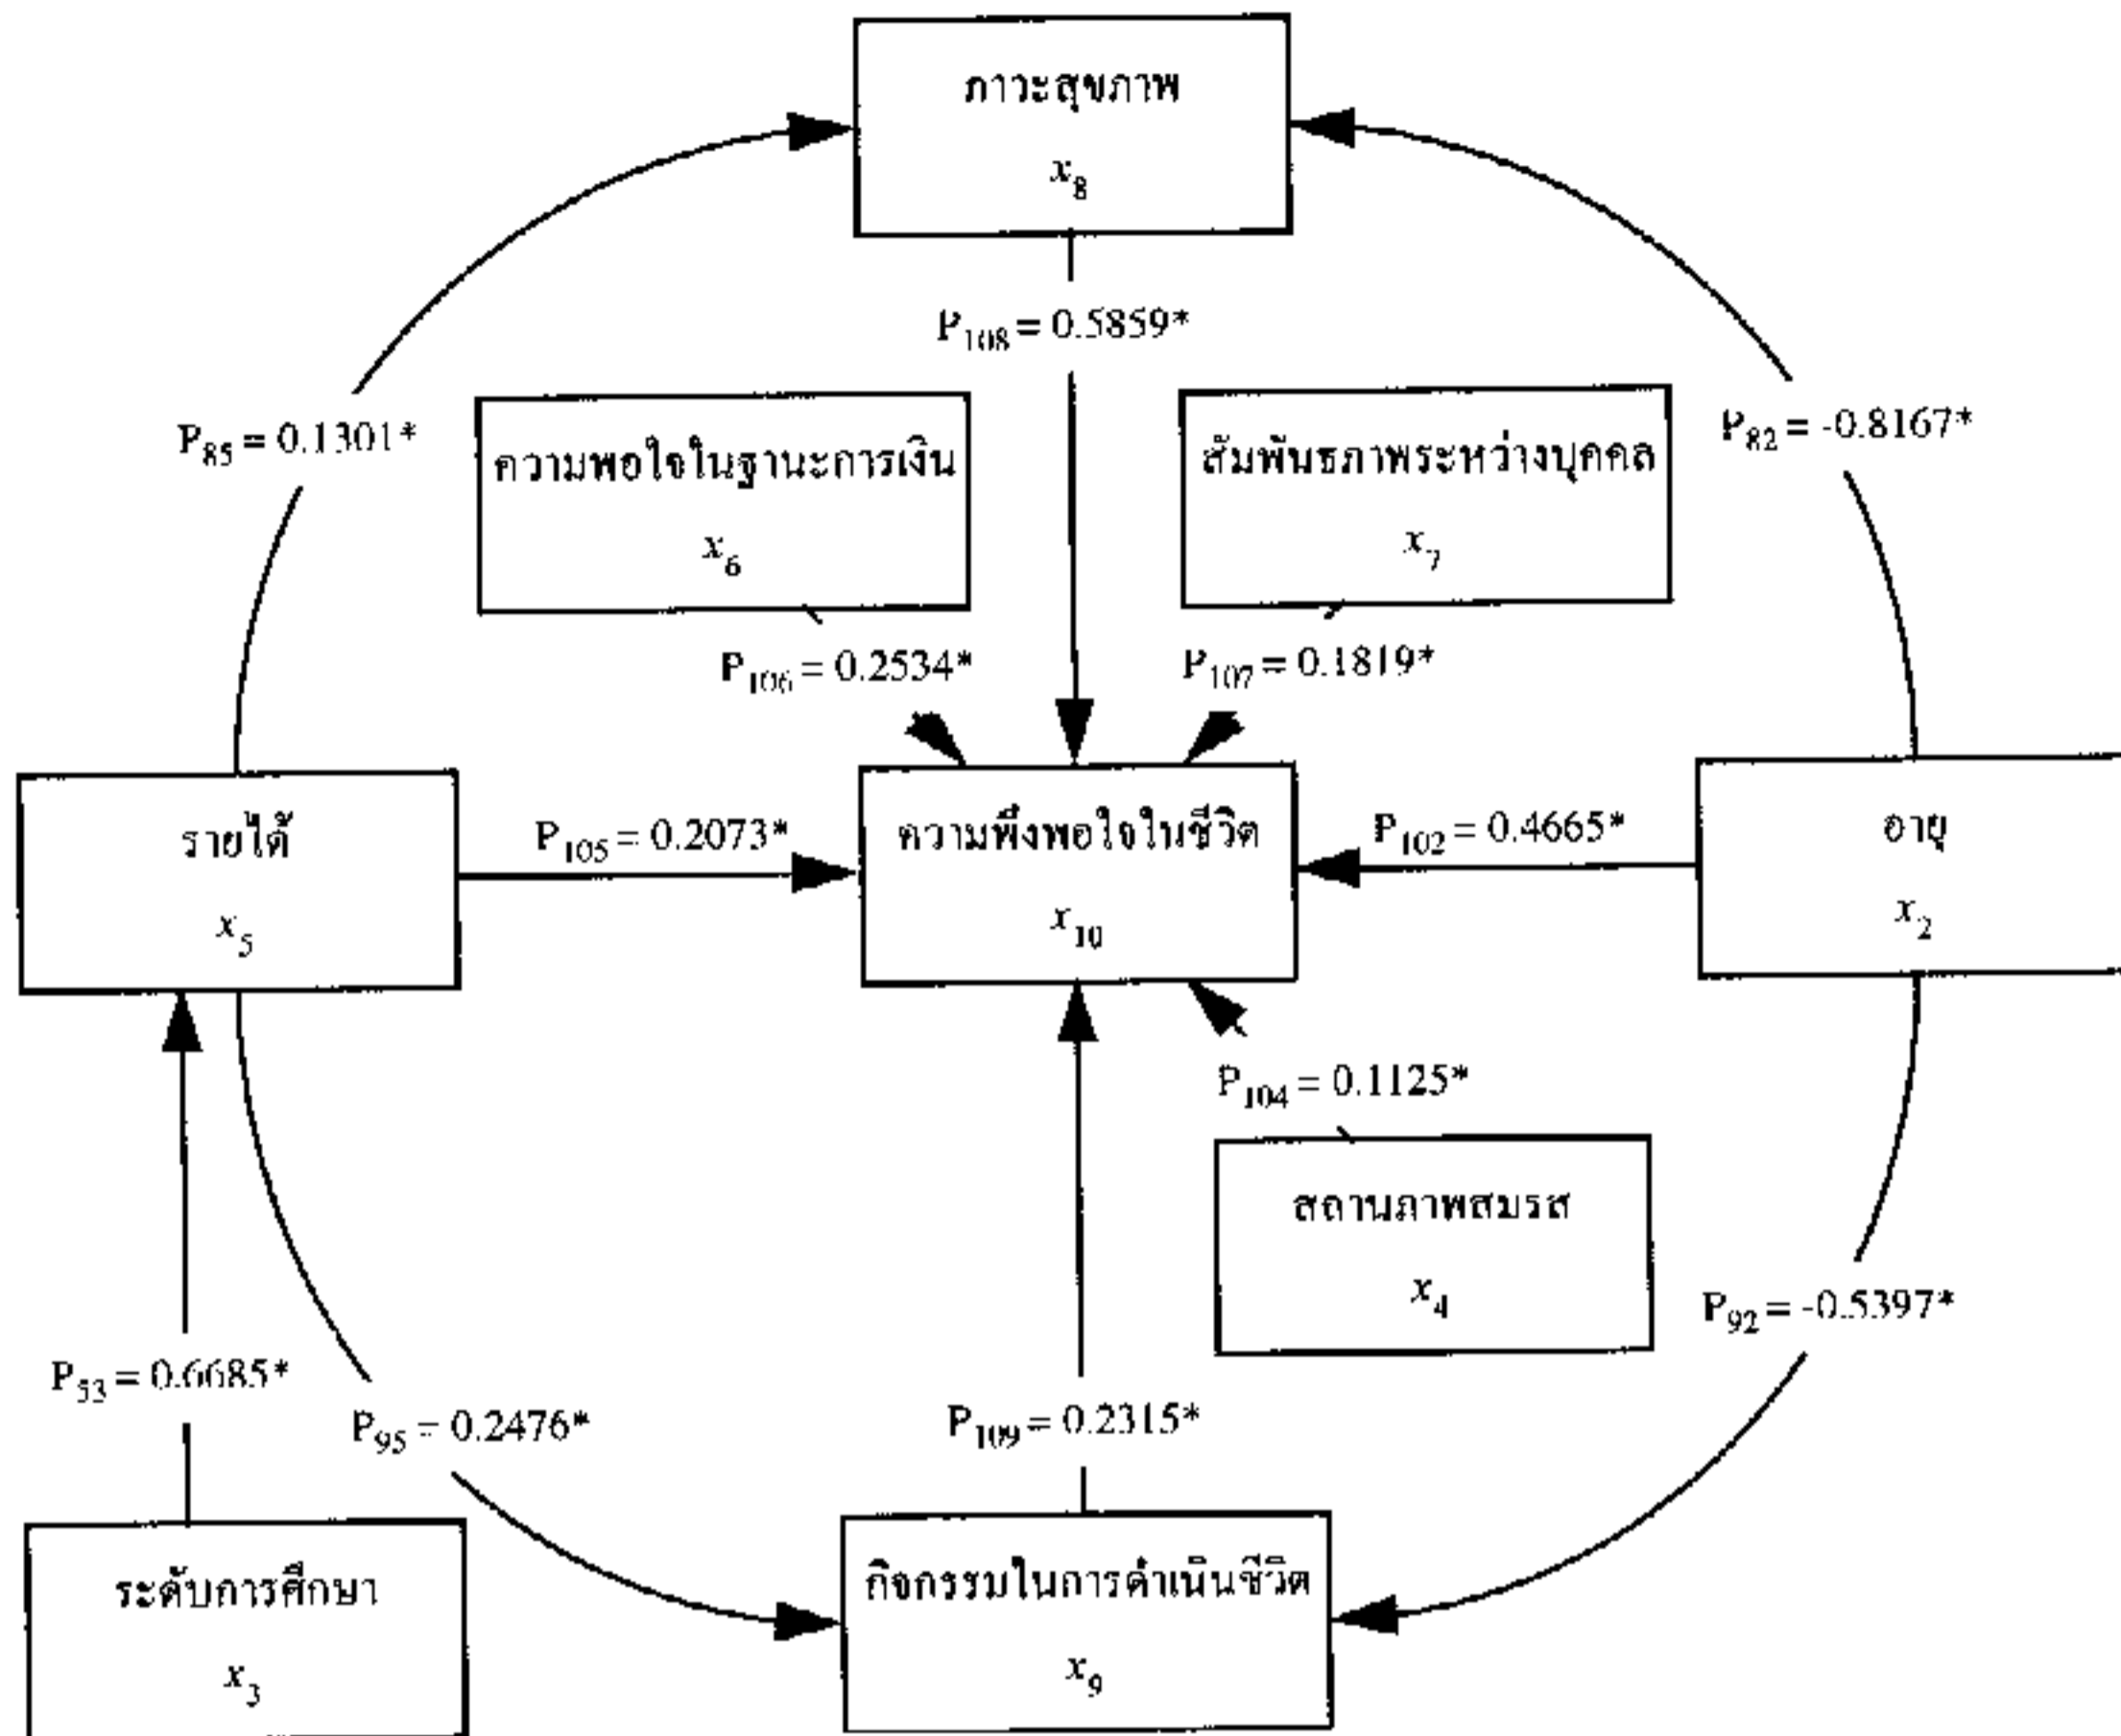 ภาวะสุขภาพ
x8
P108 = 0.5859*
P85 = 0.1301*
ความพอใจในฐานะการเงิน
x6
สัมพันธภาพระหว่างบุคคล
x7
P82 = -0.8167*
P106 = 0.2534*
P107 = 0.1819*
รายได้
x5
P105 = 0.2073*
ความพึงพอใจในชีวิต
x10
P102 = 0.4665*
อายุ
x2
P104 = 0.1125*
สถานภาพสมรส
x4
P92 = -0.5397*
P53 = 0.6685*
P95 = 0.2476*
P109 = 0.2315*
ระดับการศึกษา
x3
กิจกรรมในการดำเนินชีวิต
x9